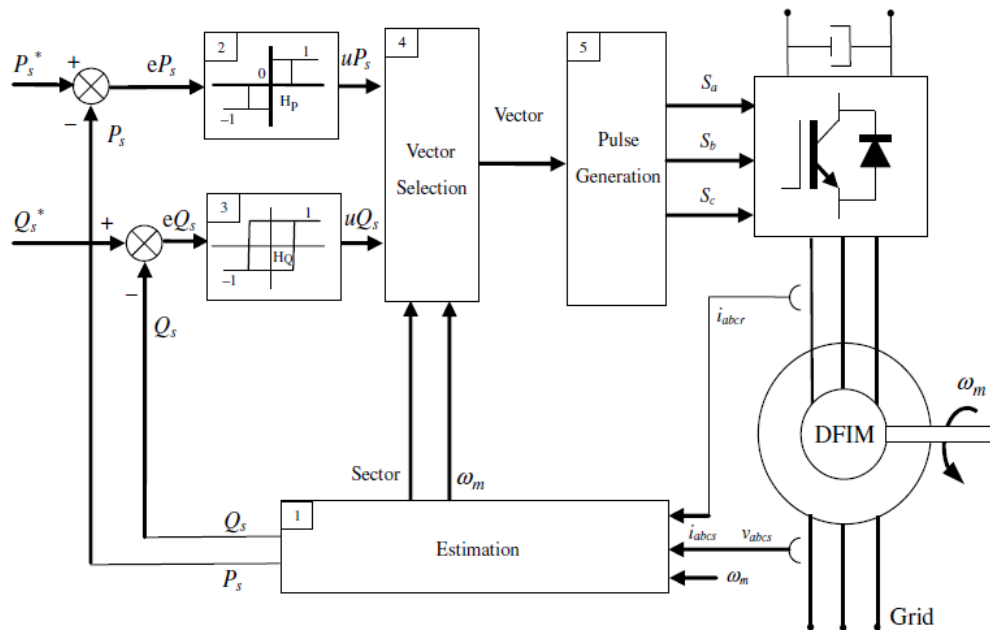 2
4
5
P_s^*
+
eP_s
0
1
uP_s
H_P
–1
–
P_s
S_a
Vector
Pulse
Generation
S_b
Vector
Selection
S_c
3
Q_s^*
+
eQ_s
1
uQ_s
H_Q
–1
–
Q_s
i_abcr
ω_m
DFIM
Sector
ω_m
1
Q_s
Estimation
i_abcs
v_abcs
P_s
ω_m
Grid